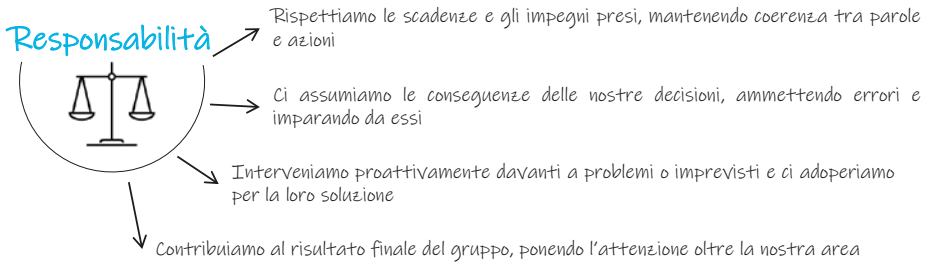 Responsabilità
Rispettiamo le scadenze e gli impegni presi, mantenendo coerenza tra parole
e azioni
Ci assumiamo le conseguenze delle nostre decisioni, ammettendo errori e
imparando da essi
Interveniamo proattivamente davanti a problemi o imprevisti e ci adoperiamo
per la loro soluzione
Contribuiamo al risultato finale del gruppo, ponendo l'attenzione oltre la nostra area